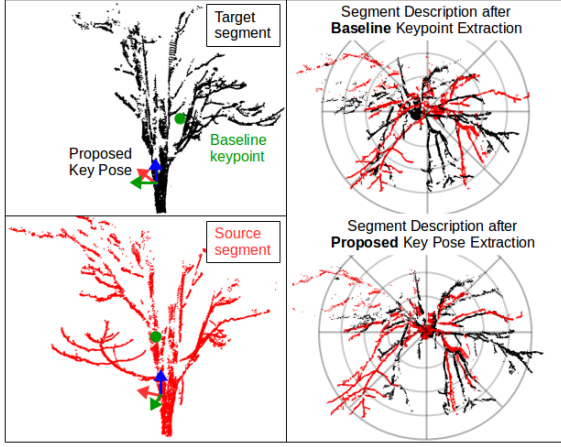 Target
segment
Proposed
Key Pose
Baseline
keypoint
Segment Description after
Baseline Keypoint Extraction
Source
segment
Segment Description after
Proposed Key Pose Extraction